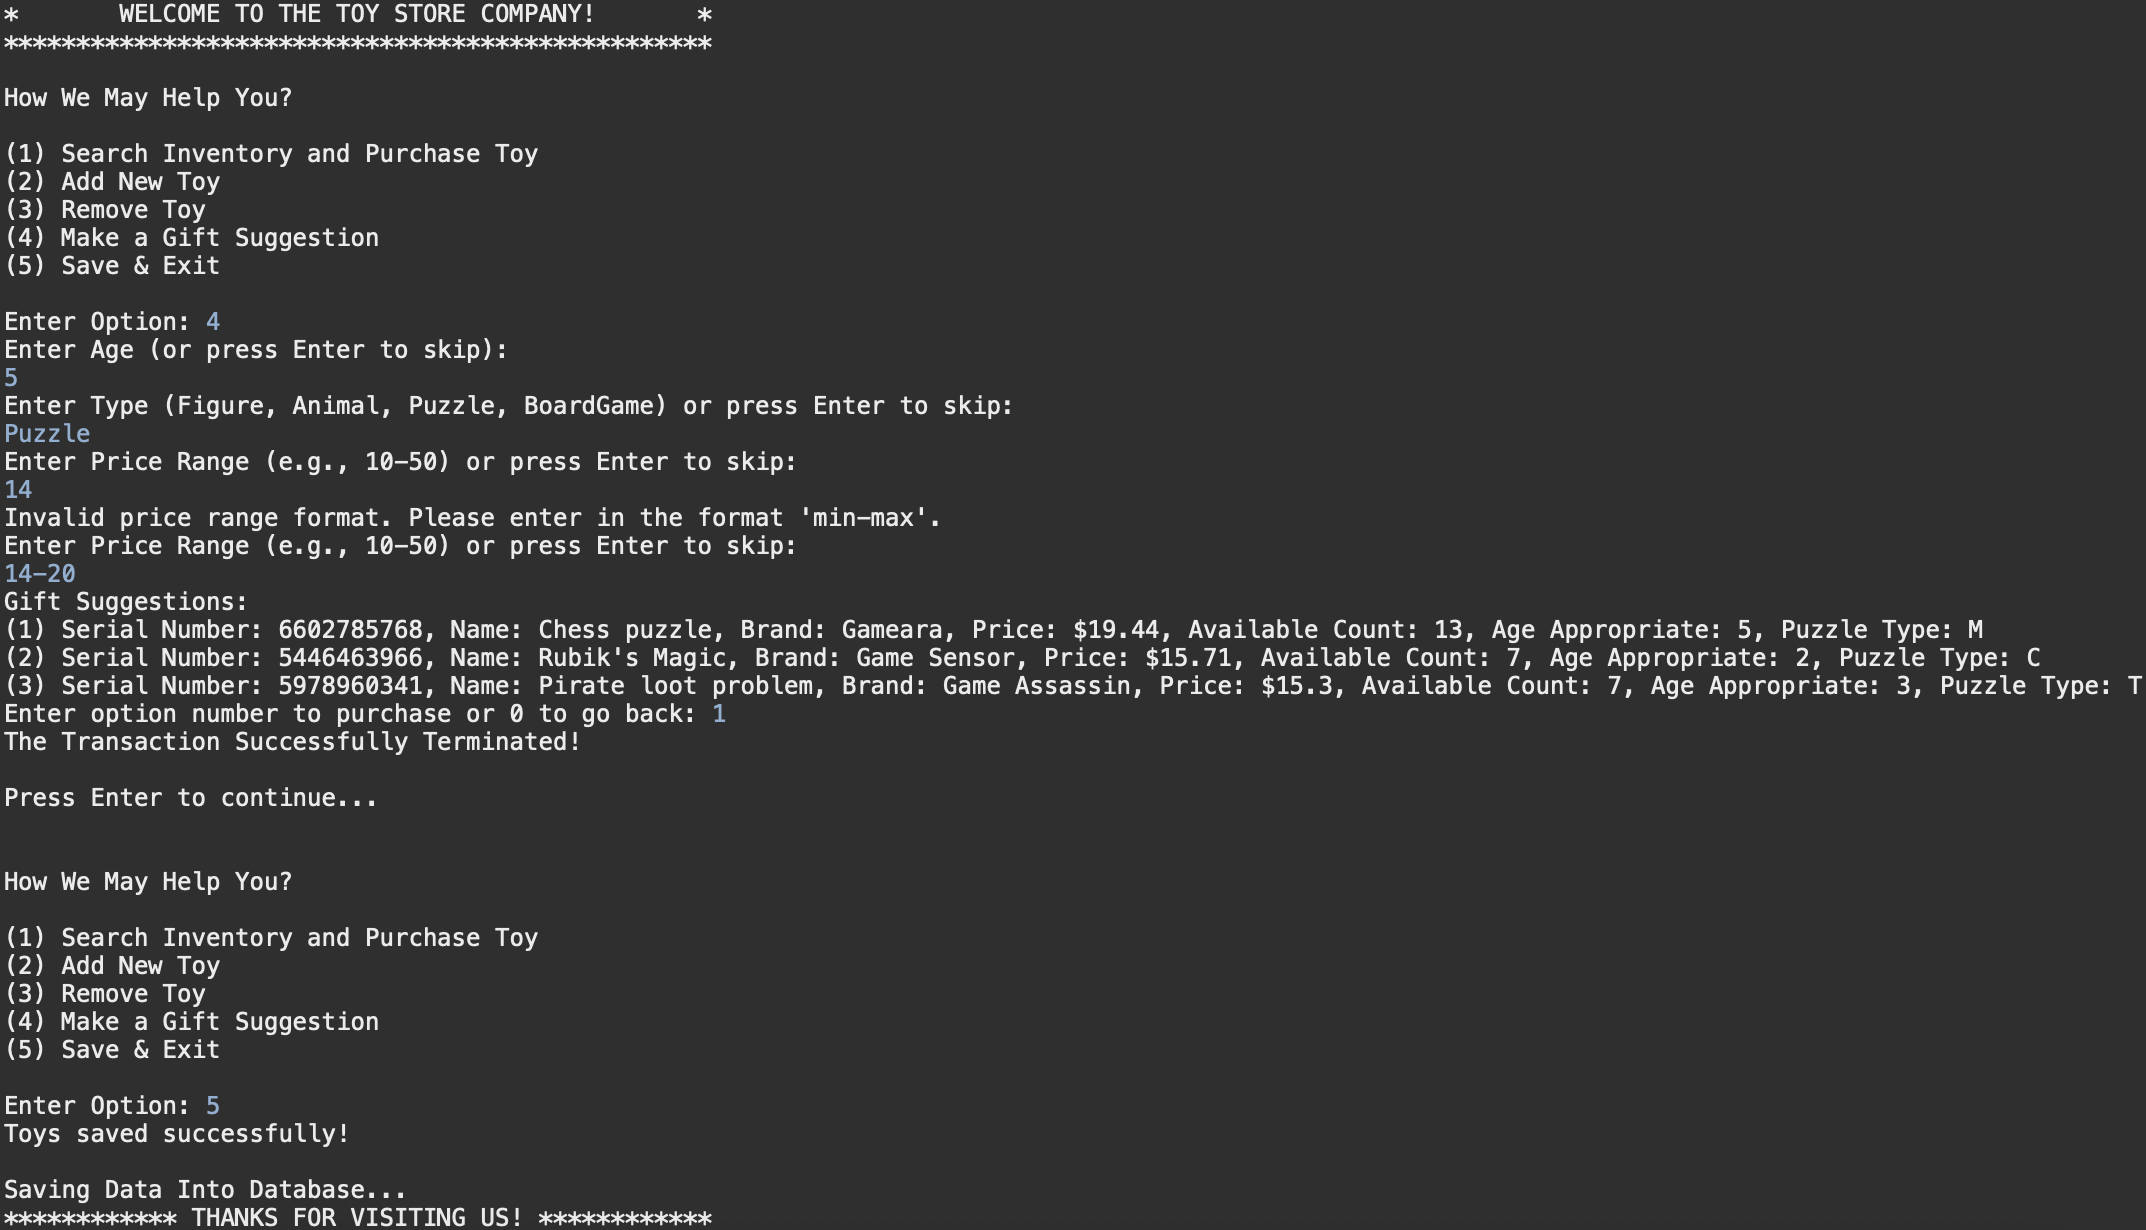 *       WELCOME TO THE TOY STORE COMPANY!       *
*************************************************
How We May Help You?
(1) Search Inventory and Purchase Toy
(2) Add New Toy
(3) Remove Toy
(4) Make a Gift Suggestion
(5) Save & Exit
Enter Option: 4
Enter Age (or press Enter to skip):
5
Enter Type (Figure, Animal, Puzzle, BoardGame) or press Enter to skip:
Puzzle
Enter Price Range (e.g., 10-50) or press Enter to skip:
14
Invalid price range format. Please enter in the format 'min-max'.
Enter Price Range (e.g., 10-50) or press Enter to skip:
14-20
Gift Suggestions:
(1) Serial Number: 6602785768, Name: Chess puzzle, Brand: Gameara, Price: $19.44, Available Count: 13, Age Appropriate: 5, Puzzle Type: M
(2) Serial Number: 5446463966, Name: Rubik's Magic, Brand: Game Sensor, Price: $15.71, Available Count: 7, Age Appropriate: 2, Puzzle Type: C
(3) Serial Number: 5978960341, Name: Pirate loot problem, Brand: Game Assassin, Price: $15.3, Available Count: 7, Age Appropriate: 3, Puzzle Type: T
Enter option number to purchase or 0 to go back: 1
The Transaction Successfully Terminated!
Press Enter to continue...
How We May Help You?
(1) Search Inventory and Purchase Toy
(2) Add New Toy
(3) Remove Toy
(4) Make a Gift Suggestion
(5) Save & Exit
Enter Option: 5
Toys saved successfully!
Saving Data Into Database...
************ THANKS FOR VISITING US! ************